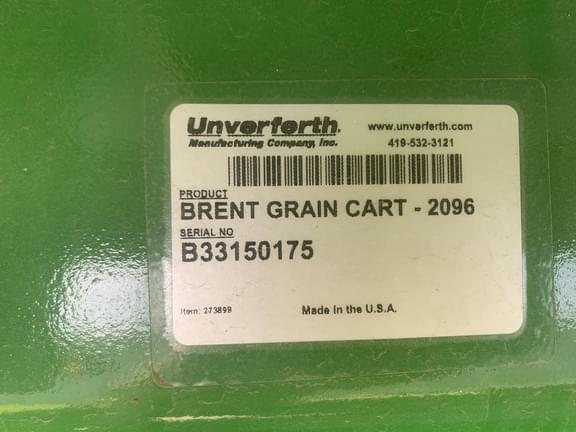 Unverferth. www.unverferth.com
Manufacturing Company, Inc. 419-532-3121
PRODUCT
BRENT GRAIN CART - 2096
SERIAL NO
B33150175
Item: 273899 Made in the U.S.A.